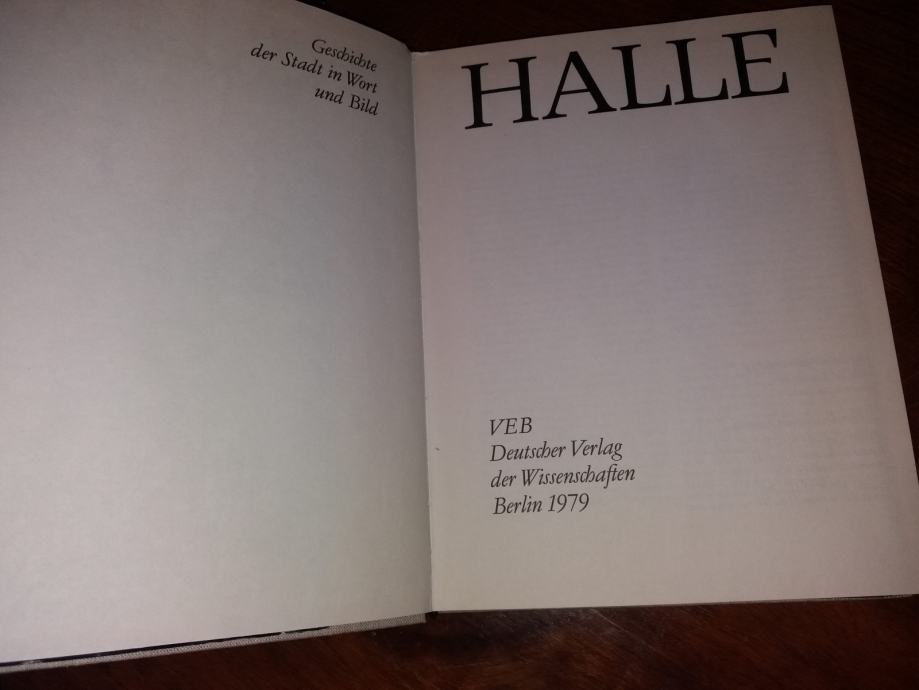 Geschichte
der Stadt in Wort
und Bild
HALLE
VEB
Deutscher Verlag
der Wissenschaften
Berlin 1979